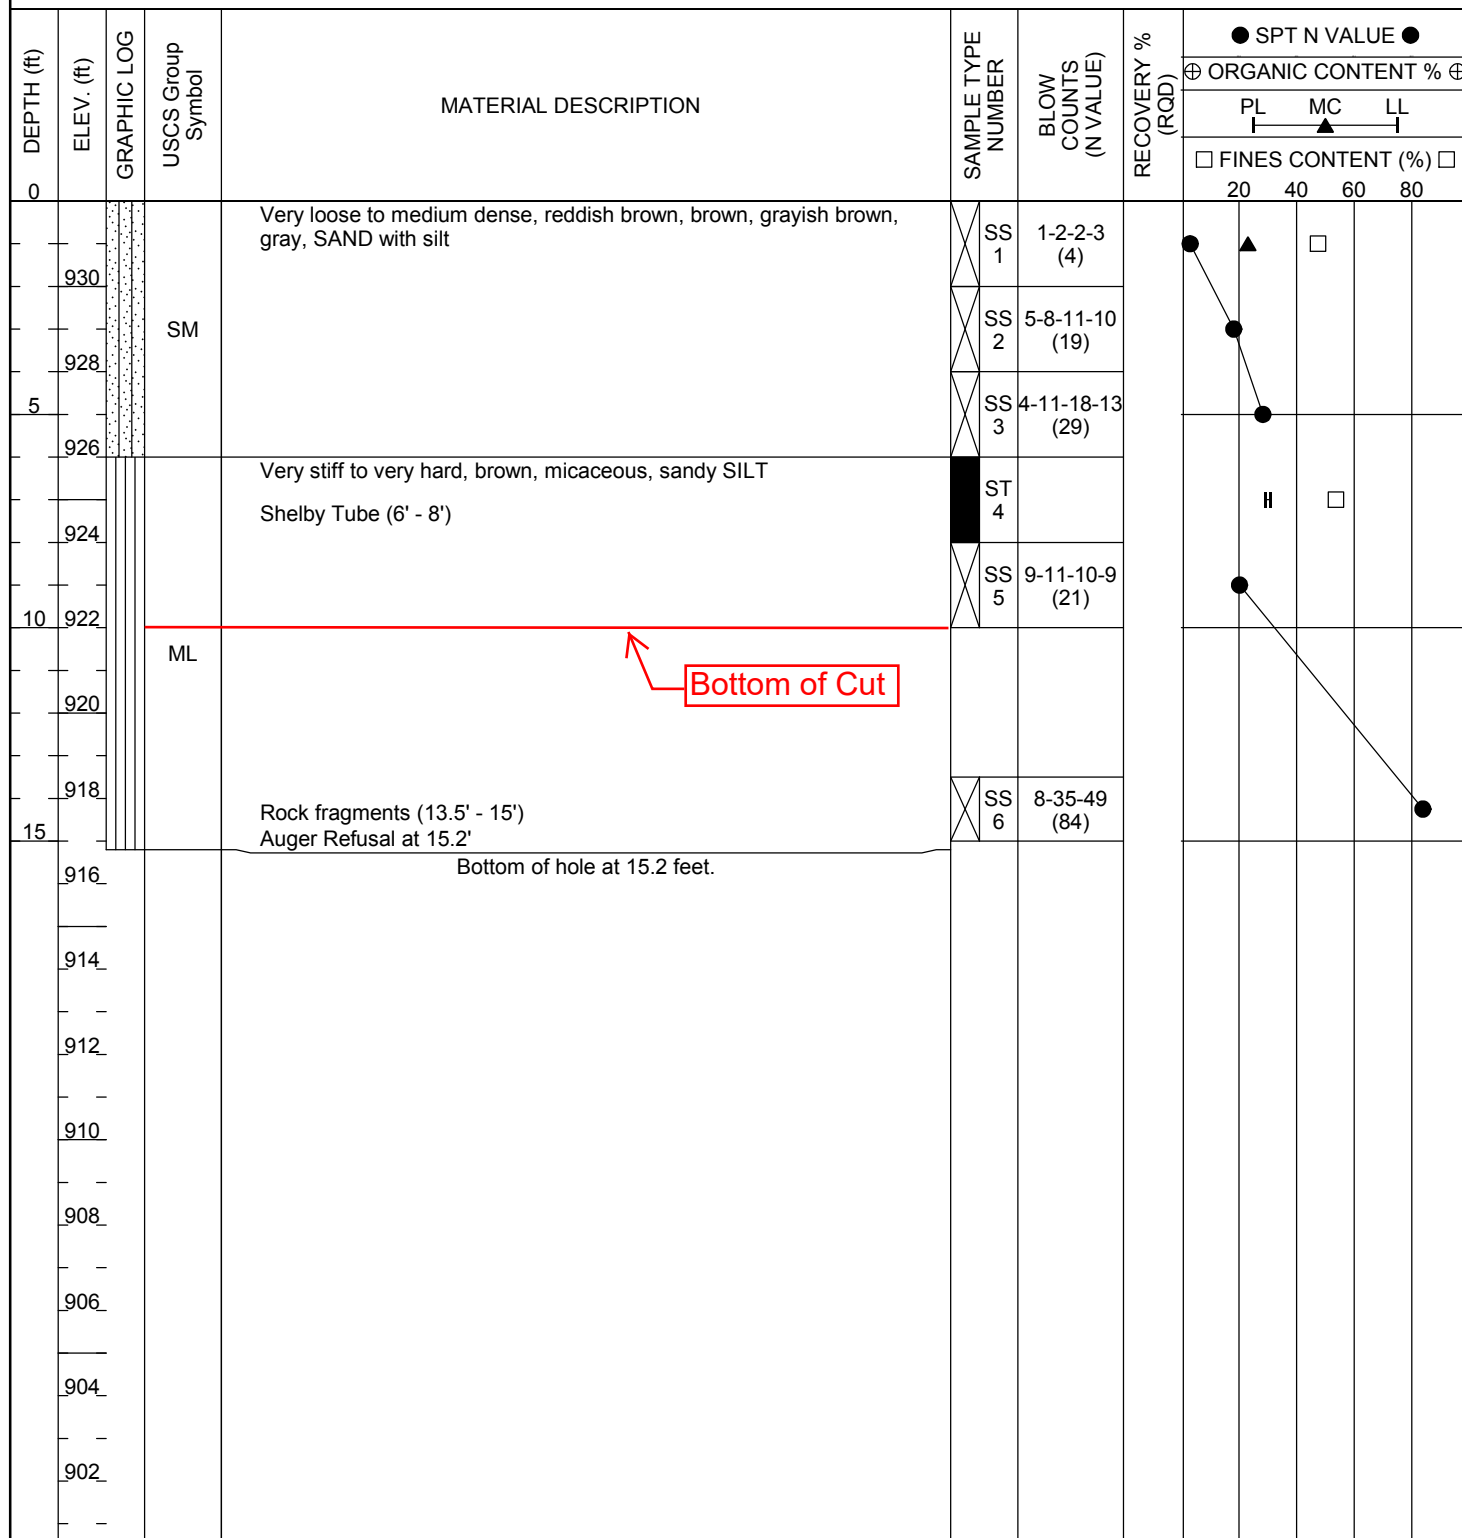 DEPTH (ft)
ELEV. (ft)
GRAPHIC LOG
USCS Group
Symbol
MATERIAL DESCRIPTION
SAMPLE TYPE
NUMBER
BLOW
COUNTS
(N VALUE)
RECOVERY %
(RQD)
● SPT N VALUE ●
⊕ ORGANIC CONTENT % ⊕
PL MC LL
□ FINES CONTENT (%) □
20 40 60 80
0
Very loose to medium dense, reddish brown, brown, grayish brown,
gray, SAND with silt
SS
1
1-2-2-3
(4)
930
SM
SS
2
5-8-11-10
(19)
928
5
SS
3
4-11-18-13
(29)
926
Very stiff to very hard, brown, micaceous, sandy SILT
Shelby Tube (6' - 8')
ST
4
924
SS
5
9-11-10-9
(21)
10
922
ML
Bottom of Cut
920
918
Rock fragments (13.5' - 15')
Auger Refusal at 15.2'
SS
6
8-35-49
(84)
15
Bottom of hole at 15.2 feet.
916
914
912
910
908
906
904
902